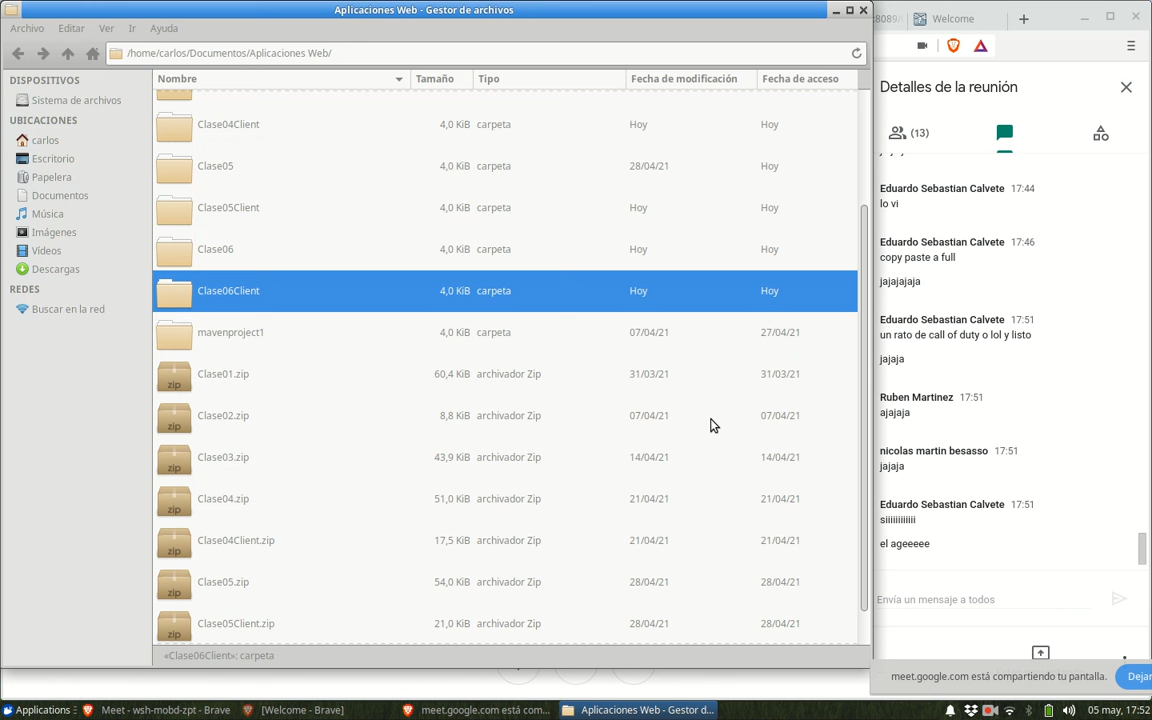 Aplicaciones Web - Gestor de archivos
Archivo Editar Ver Ir Ayuda
/home/carlos/Documentos/Aplicaciones Web/
DISPOSITIVOS
Sistema de archivos
UBICACIONES
carlos
Escritorio
Papelera
Documentos
Música
Imágenes
Vídeos
Descargas
REDES
Buscar en la red
Nombre Tamaño Tipo Fecha de modificación Fecha de acceso
Clase04Client 4,0 KiB carpeta Hoy Hoy
Clase05 4,0 KiB carpeta 28/04/21 Hoy
Clase05Client 4,0 KiB carpeta Hoy Hoy
Clase06 4,0 KiB carpeta Hoy Hoy
Clase06Client 4,0 KiB carpeta Hoy Hoy
mavenproject1 4,0 KiB carpeta 07/04/21 27/04/21
zip Clase01.zip 60,4 KiB archivador Zip 31/03/21 31/03/21
zip Clase02.zip 8,8 KiB archivador Zip 07/04/21 07/04/21
zip Clase03.zip 43,9 KiB archivador Zip 14/04/21 14/04/21
zip Clase04.zip 51,0 KiB archivador Zip 21/04/21 21/04/21
zip Clase04Client.zip 17,5 KiB archivador Zip 21/04/21 21/04/21
zip Clase05.zip 54,0 KiB archivador Zip 28/04/21 28/04/21
zip Clase05Client.zip 21,0 KiB archivador Zip 28/04/21 28/04/21
«Clase06Client»: carpeta
:8089/ Welcome
Detalles de la reunión
(13)
Eduardo Sebastian Calvete 17:44
lo vi
Eduardo Sebastian Calvete 17:46
copy paste a full
jajajajaja
Eduardo Sebastian Calvete 17:51
un rato de call of duty o lol y listo
jajaja
Ruben Martinez 17:51
ajajaja
nicolas martin besasso 17:51
jajaja
Eduardo Sebastian Calvete 17:51
siiiiiiiiiiii
el ageeeee
Envía un mensaje a todos
meet.google.com está compartiendo tu pantalla. Dejar
Applications Meet - wsh-mobd-zpt - Brave [Welcome - Brave] meet.google.com está com... Aplicaciones Web - Gestor d... 05 may, 17:52